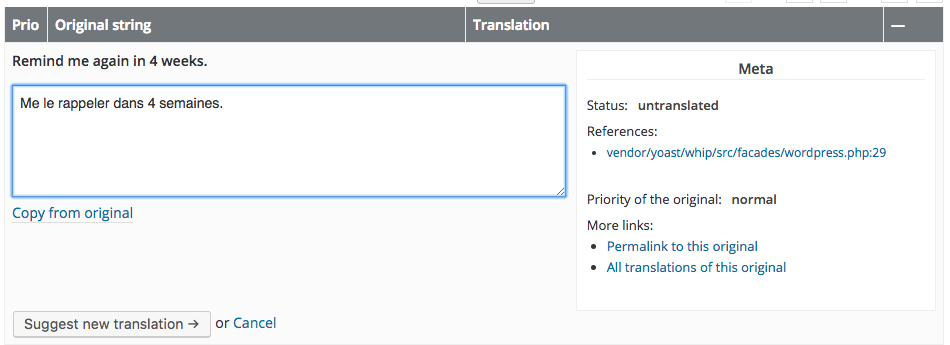 Prio Original string Translation —
Remind me again in 4 weeks.
Me le rappeler dans 4 semaines.
Copy from original
Suggest new translation → or Cancel
Meta
Status: untranslated
References:
• vendor/yoast/whip/src/facades/wordpress.php:29
Priority of the original: normal
More links:
• Permalink to this original
• All translations of this original